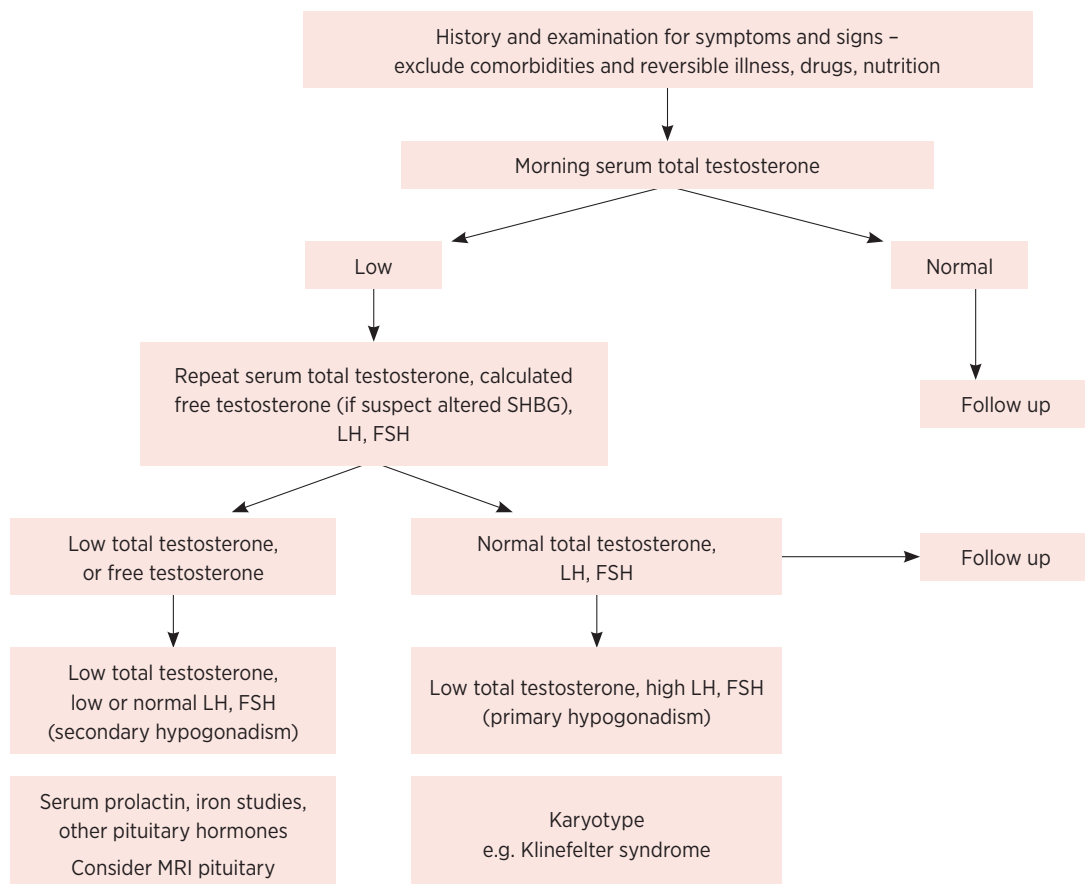 History and examination for symptoms and signs –
exclude comorbidities and reversible illness, drugs, nutrition
Morning serum total testosterone
Low
Normal
Repeat serum total testosterone, calculated
free testosterone (if suspect altered SHBG),
LH, FSH
Follow up
Low total testosterone,
or free testosterone
Normal total testosterone,
LH, FSH
Follow up
Low total testosterone,
low or normal LH, FSH
(secondary hypogonadism)
Low total testosterone, high LH, FSH
(primary hypogonadism)
Serum prolactin, iron studies,
other pituitary hormones
Consider MRI pituitary
Karyotype
e.g. Klinefelter syndrome